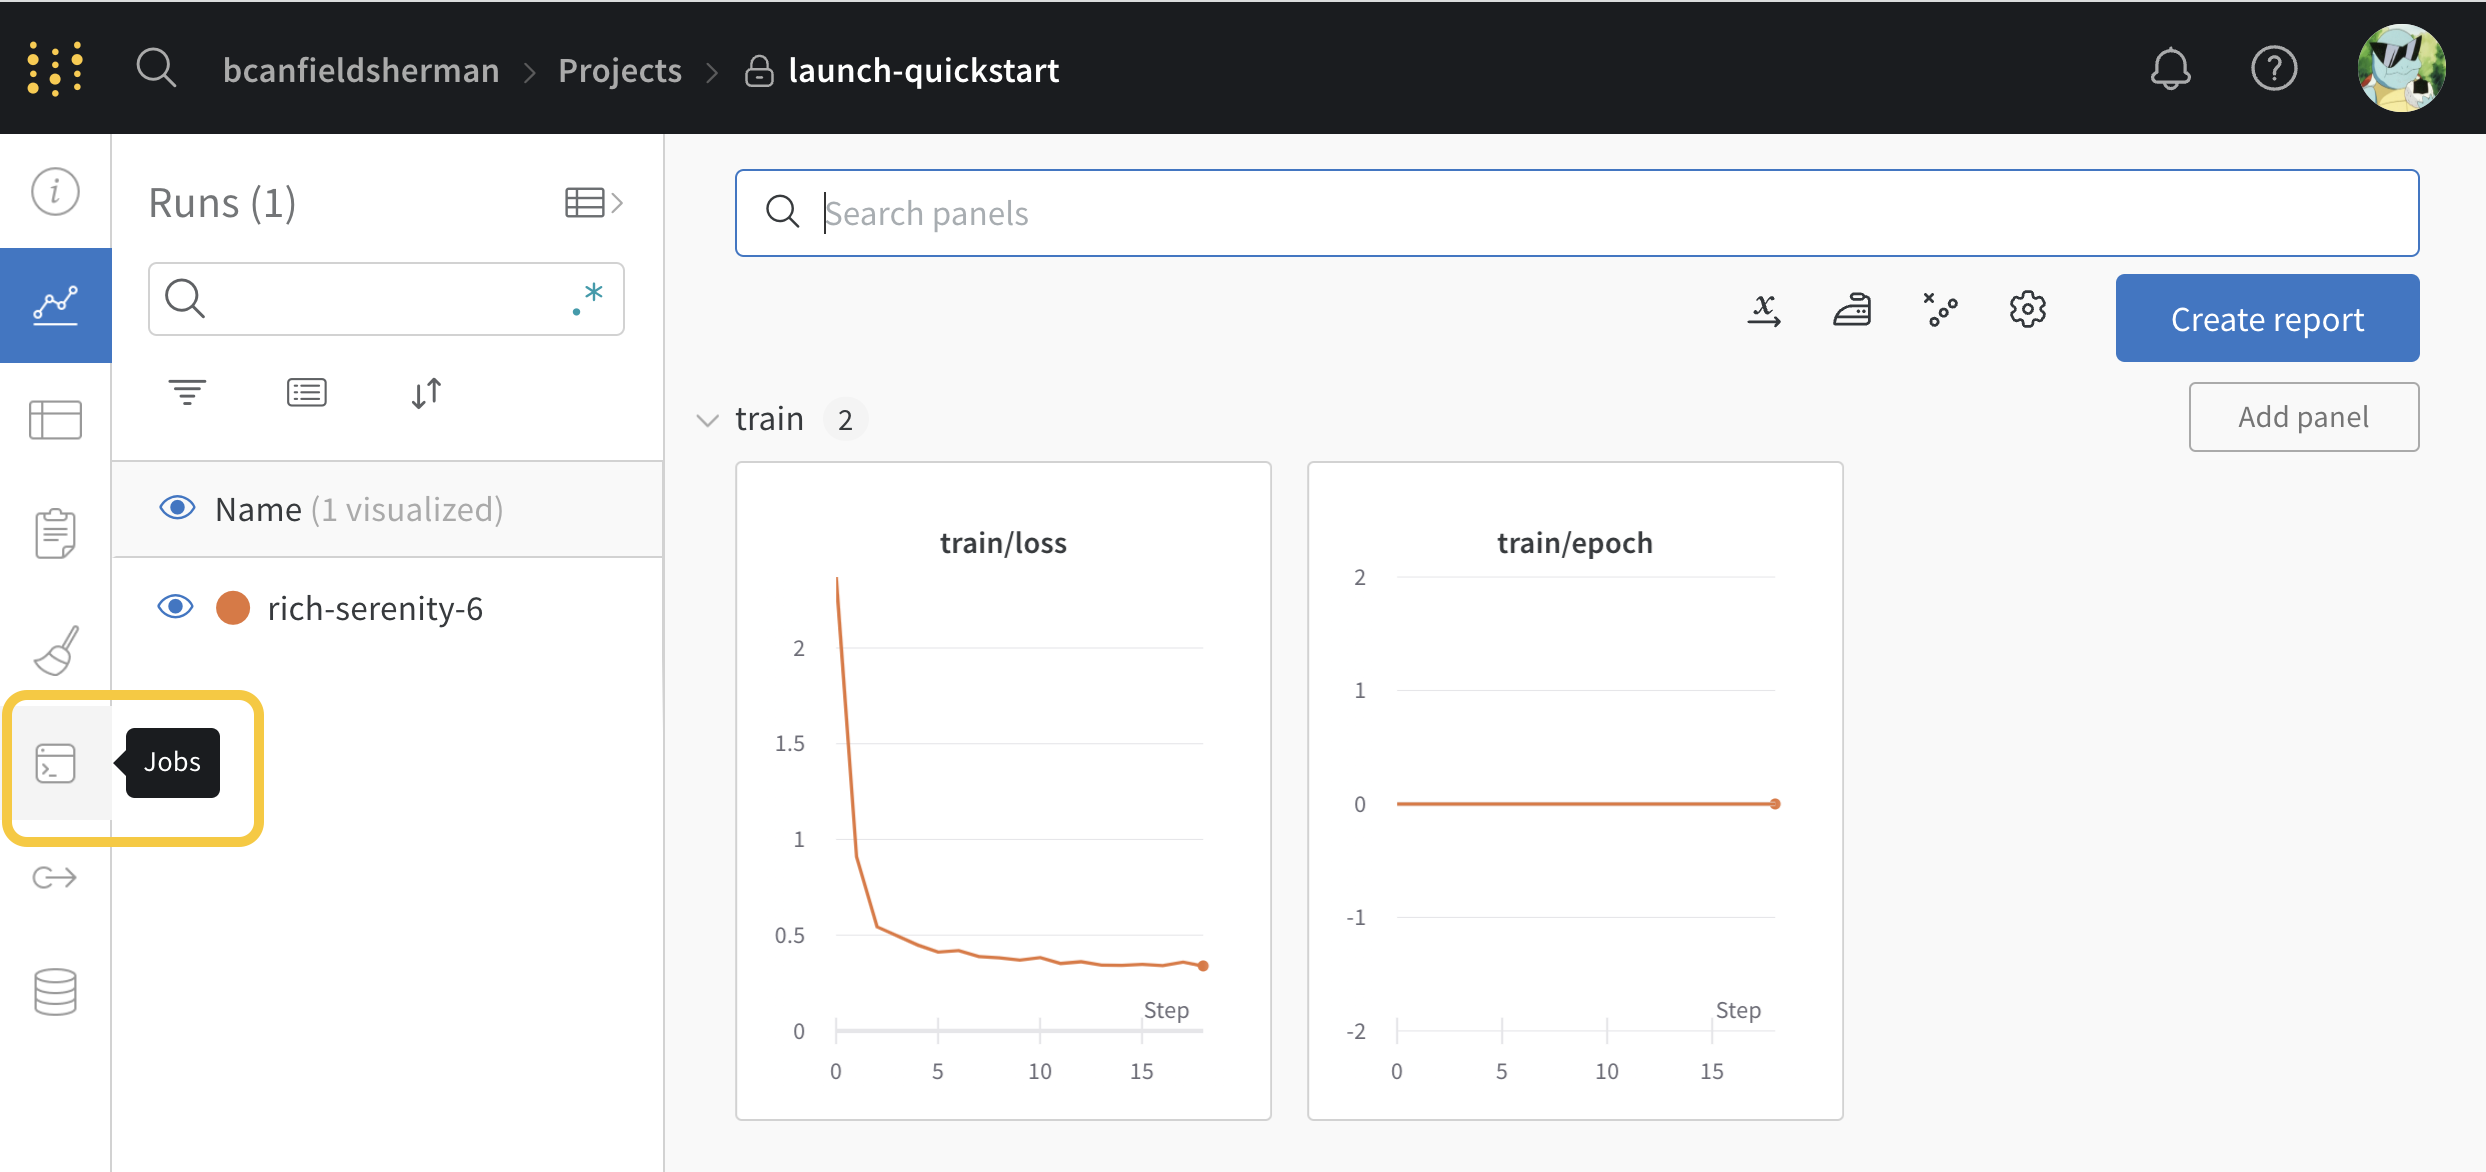 bcanfieldsherman > Projects > launch-quickstart
Runs (1)
Search panels
.*
Create report
Add panel
train 2
Name (1 visualized)
rich-serenity-6
Jobs
train/loss
2
1.5
1
0.5
0
Step
0 5 10 15
train/epoch
2
1
0
-1
-2
Step
0 5 10 15